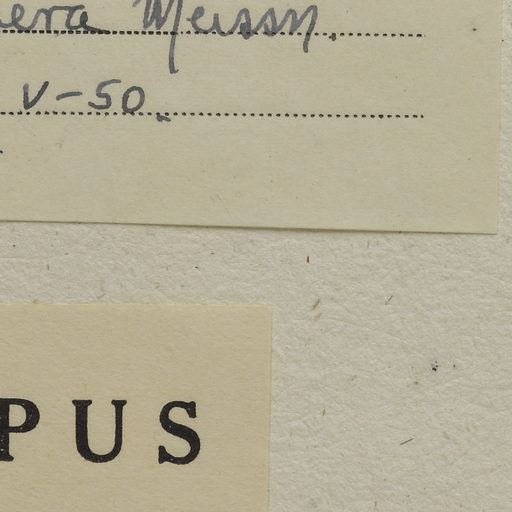 era Meissn.
V-50.
PUS